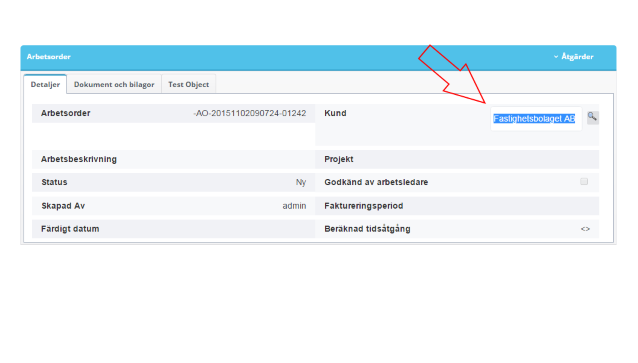 Arbetsorder
Åtgärder
Detaljer
Dokument och bilagor
Test Object
Arbetsorder -AO-20151102090724-01242
Kund Fastighetsbolaget AB
Arbetsbeskrivning
Projekt
Status Ny
Godkänd av arbetsledare
Skapad Av admin
Faktureringsperiod
Färdigt datum
Beräknad tidsåtgång <>